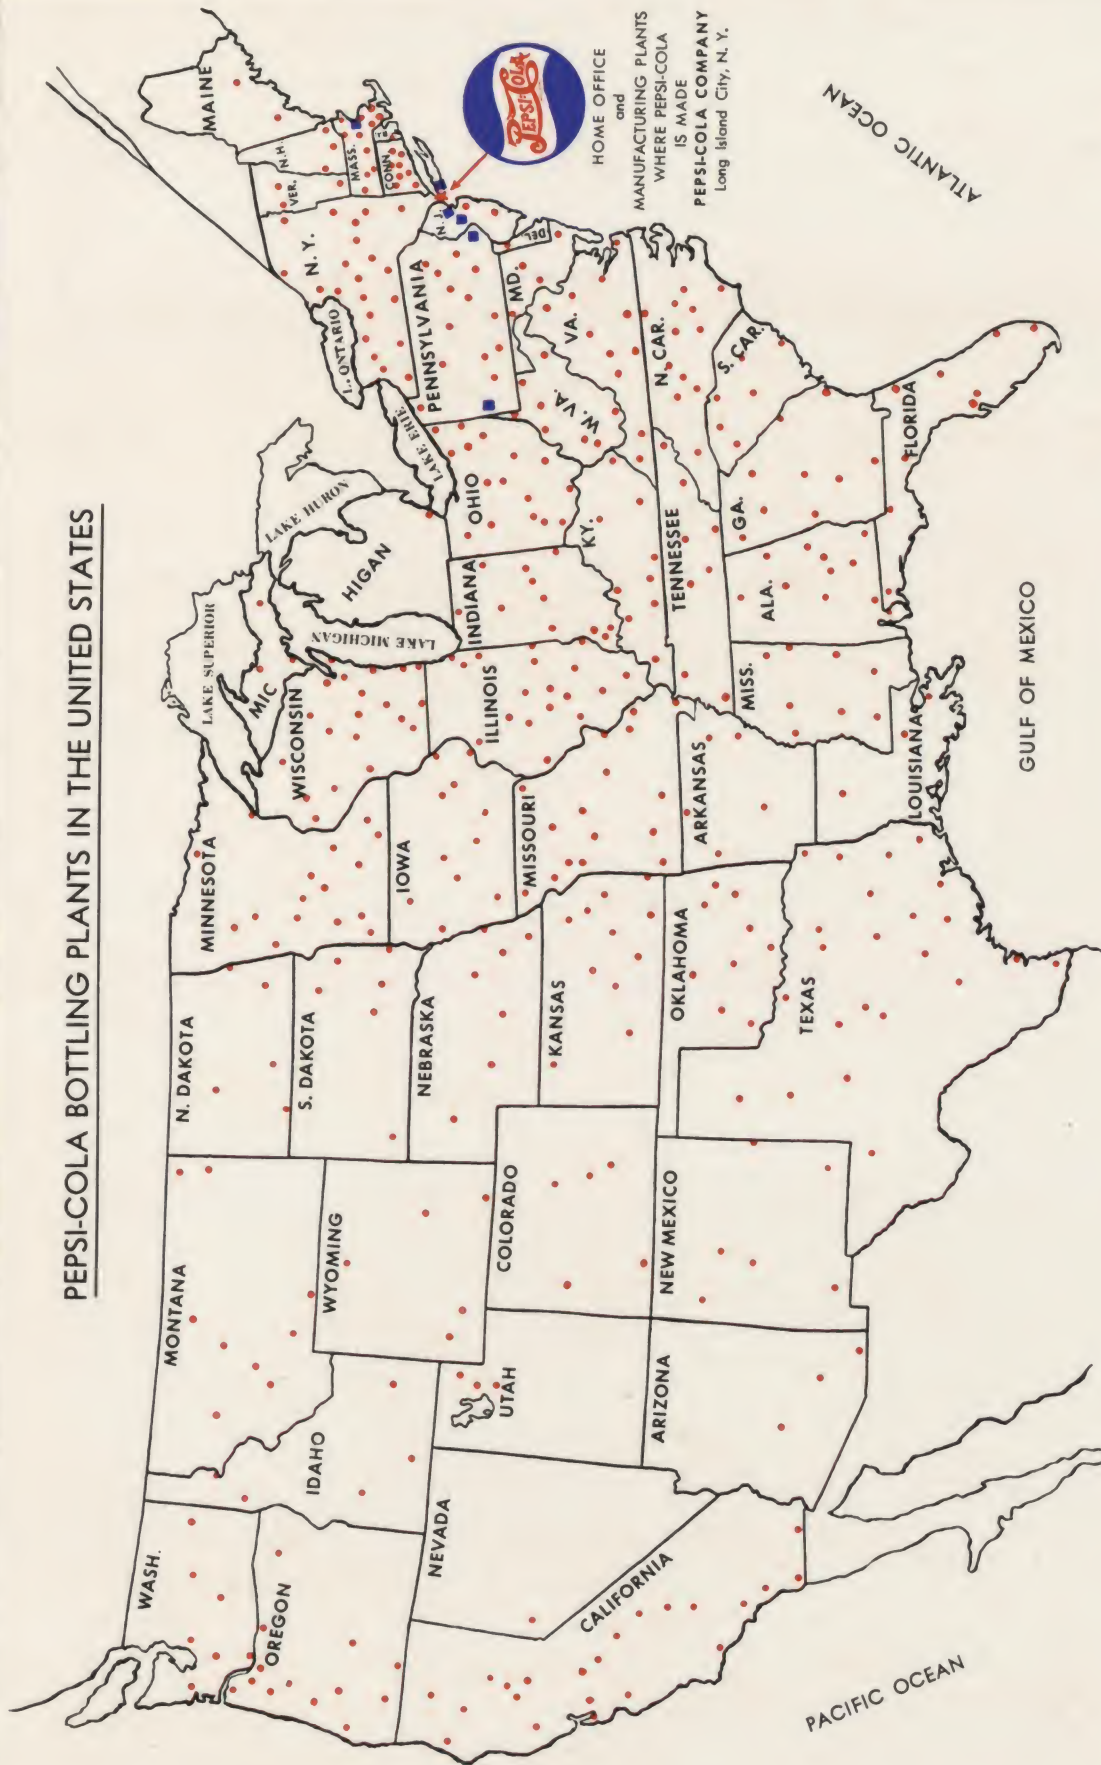 PEPSI-COLA BOTTLING PLANTS IN THE UNITED STATES
WASH.
OREGON
CALIFORNIA
NEVADA
IDAHO
MONTANA
WYOMING
UTAH
ARIZONA
COLORADO
NEW MEXICO
N. DAKOTA
S. DAKOTA
NEBRASKA
KANSAS
OKLAHOMA
TEXAS
MINNESOTA
IOWA
MISSOURI
ARKANSAS
LOUISIANA
WISCONSIN
ILLINOIS
MIC
HIGAN
LAKE SUPERIOR
LAKE MICHIGAN
LAKE HURON
LAKE ERIE
L. ONTARIO
INDIANA
OHIO
KY.
TENNESSEE
MISS.
ALA.
GA.
FLORIDA
S. CAR.
N. CAR.
VA.
W. VA.
MD.
DEL.
PENNSYLVANIA
N. J.
N. Y.
VER.
N.H.
MAINE
MASS.
CONN.
PEPSI-COLA
HOME OFFICE
and
MANUFACTURING PLANTS
WHERE PEPSI-COLA
IS MADE
PEPSI-COLA COMPANY
Long Island City, N. Y.
ATLANTIC OCEAN
GULF OF MEXICO
PACIFIC OCEAN